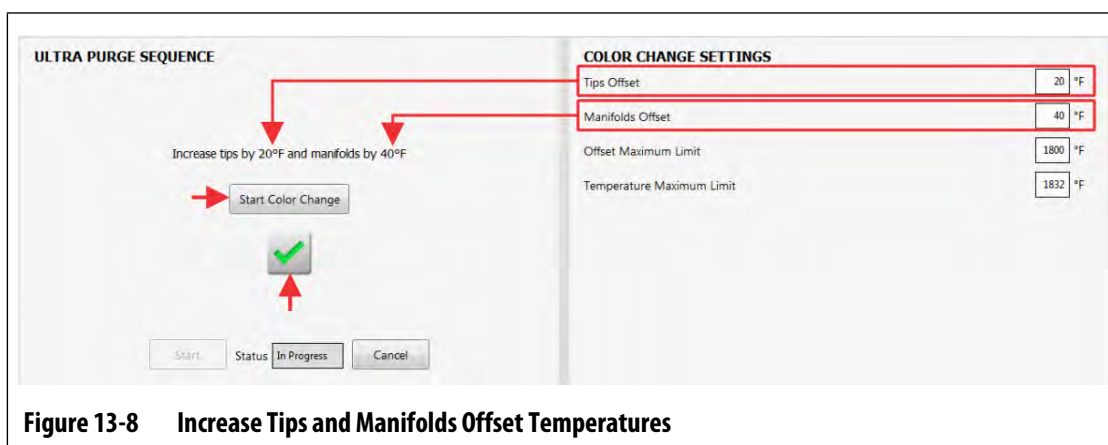 ULTRA PURGE SEQUENCE
Increase tips by 20°F and manifolds by 40°F
Start Color Change
Start Status In Progress Cancel
COLOR CHANGE SETTINGS
Tips Offset 20 °F
Manifolds Offset 40 °F
Offset Maximum Limit 1800 °F
Temperature Maximum Limit 1832 °F
Figure 13-8 Increase Tips and Manifolds Offset Temperatures